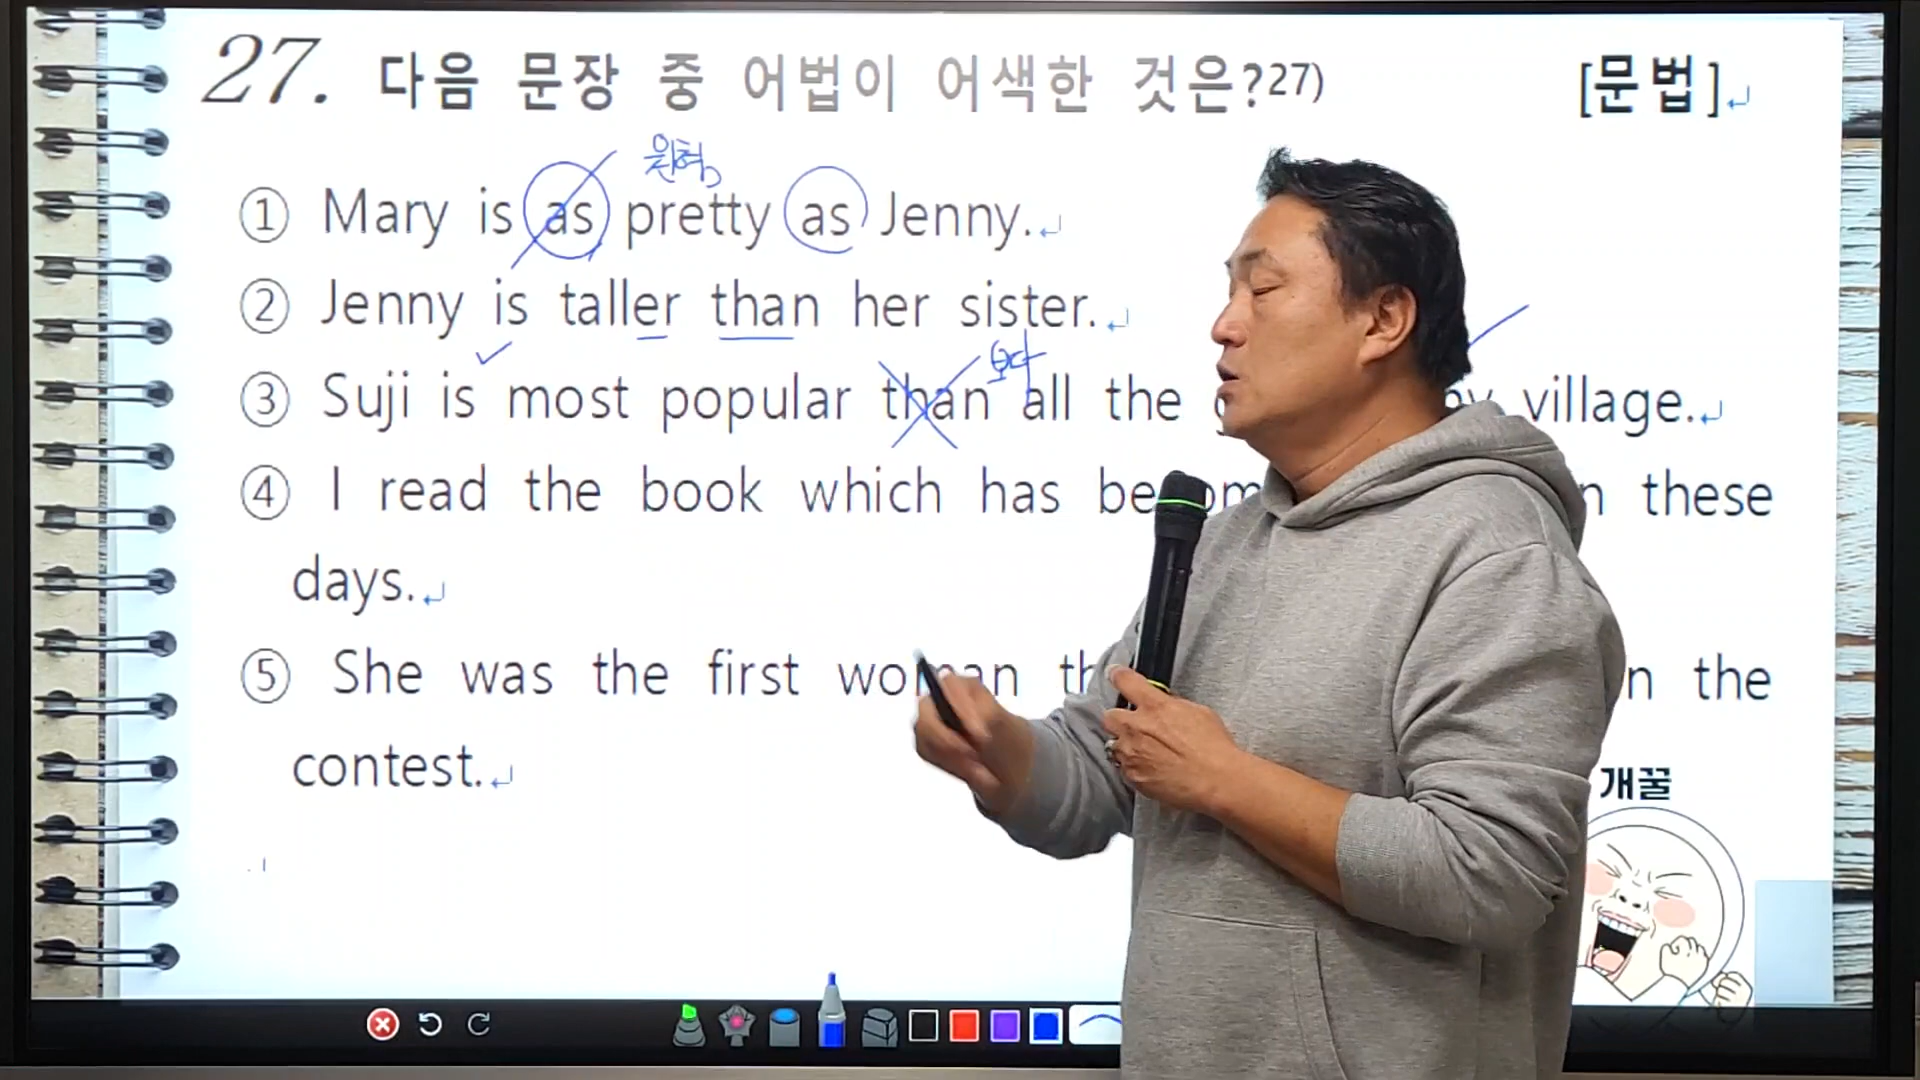 27. 다음 문장 중 어법이 어색한 것은?27) [문법]
원형
① Mary is as pretty as Jenny.
② Jenny is taller than her sister.
보다
③ Suji is most popular than all the village.
④ I read the book which has these
days.
⑤ She was the first woman the
contest.
개꿀